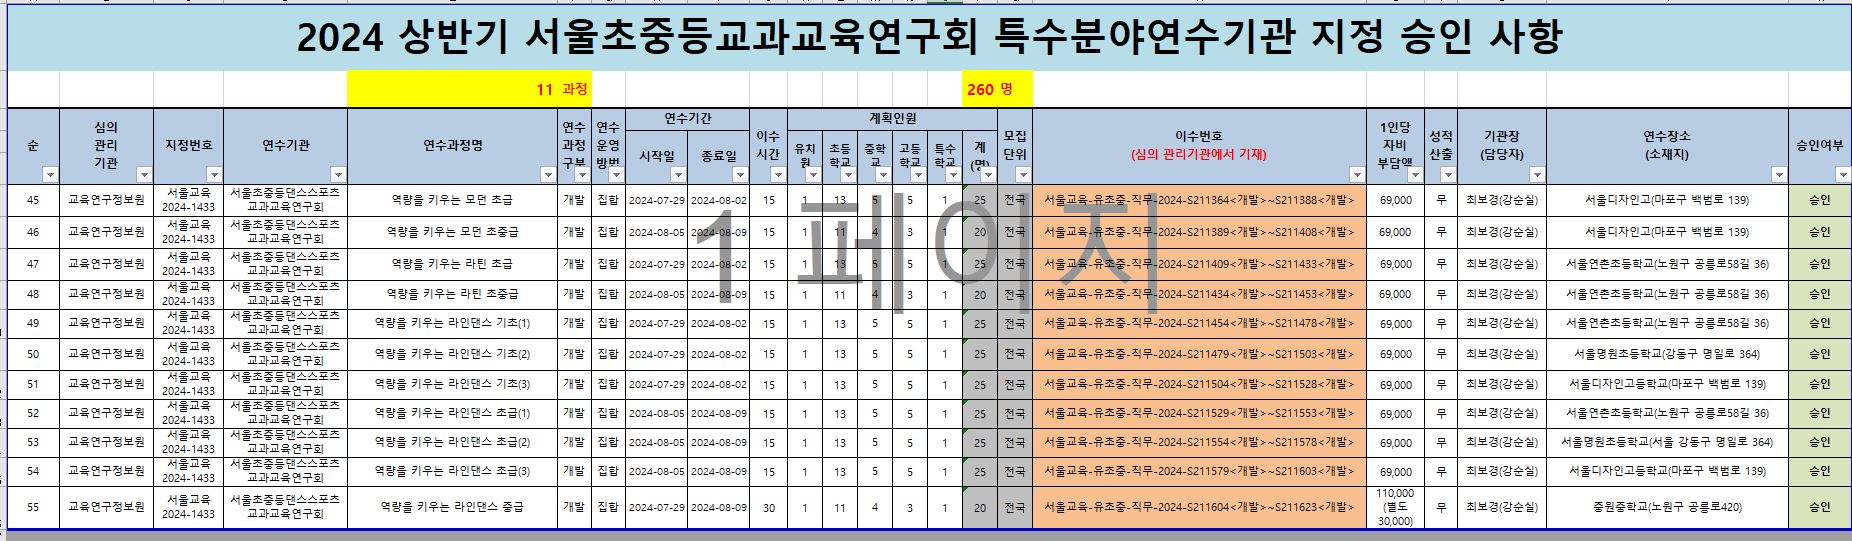 2024 상반기 서울초중등교과교육연구회 특수분야연수기관 지정 승인 사항
11 과정 260 명
순 심의 관리 기관 지정번호 연수기관 연수과정명 연수 과정 구분 연수 운영 방법 연수기간 시작일 종료일 이수 시간 계획인원 유치원 초등 학교 중학교 고등 학교 특수 학교 계 (명) 모집 단위 이수번호 (심의 관리기관에서 기재) 1인당 자비 부담액 성적 산출 기관장 (담당자) 연수장소 (소재지) 승인여부
45 교육연구정보원 서울교육 2024-1433 서울초중등댄스스포츠 교과교육연구회 역량을 키우는 모던 초급 개발 집합 2024-07-29 2024-08-02 15 1 13 5 5 1 25 전국 서울교육-유초중-직무-2024-S211364<개발>~S211388<개발> 69,000 무 최보경(강순실) 서울디자인고(마포구 백범로 139) 승인
46 교육연구정보원 서울교육 2024-1433 서울초중등댄스스포츠 교과교육연구회 역량을 키우는 모던 초중급 개발 집합 2024-08-05 2024-08-09 15 1 11 4 3 1 20 전국 서울교육-유초중-직무-2024-S211389<개발>~S211408<개발> 69,000 무 최보경(강순실) 서울디자인고(마포구 백범로 139) 승인
47 교육연구정보원 서울교육 2024-1433 서울초중등댄스스포츠 교과교육연구회 역량을 키우는 라틴 초급 개발 집합 2024-07-29 2024-08-02 15 1 13 5 5 1 25 전국 서울교육-유초중-직무-2024-S211409<개발>~S211433<개발> 69,000 무 최보경(강순실) 서울연촌초등학교(노원구 공릉로58길 36) 승인
48 교육연구정보원 서울교육 2024-1433 서울초중등댄스스포츠 교과교육연구회 역량을 키우는 라틴 초중급 개발 집합 2024-08-05 2024-08-09 15 1 11 4 3 1 20 전국 서울교육-유초중-직무-2024-S211434<개발>~S211453<개발> 69,000 무 최보경(강순실) 서울연촌초등학교(노원구 공릉로58길 36) 승인
49 교육연구정보원 서울교육 2024-1433 서울초중등댄스스포츠 교과교육연구회 역량을 키우는 라인댄스 기초(1) 개발 집합 2024-07-29 2024-08-02 15 1 13 5 5 1 25 전국 서울교육-유초중-직무-2024-S211454<개발>~S211478<개발> 69,000 무 최보경(강순실) 서울연촌초등학교(노원구 공릉로58길 36) 승인
50 교육연구정보원 서울교육 2024-1433 서울초중등댄스스포츠 교과교육연구회 역량을 키우는 라인댄스 기초(2) 개발 집합 2024-07-29 2024-08-02 15 1 13 5 5 1 25 전국 서울교육-유초중-직무-2024-S211479<개발>~S211503<개발> 69,000 무 최보경(강순실) 서울명원초등학교(강동구 명일로 364) 승인
51 교육연구정보원 서울교육 2024-1433 서울초중등댄스스포츠 교과교육연구회 역량을 키우는 라인댄스 기초(3) 개발 집합 2024-07-29 2024-08-02 15 1 13 5 5 1 25 전국 서울교육-유초중-직무-2024-S211504<개발>~S211528<개발> 69,000 무 최보경(강순실) 서울디자인고등학교(마포구 백범로 139) 승인
52 교육연구정보원 서울교육 2024-1433 서울초중등댄스스포츠 교과교육연구회 역량을 키우는 라인댄스 초급(1) 개발 집합 2024-08-05 2024-08-09 15 1 13 5 5 1 25 전국 서울교육-유초중-직무-2024-S211529<개발>~S211553<개발> 69,000 무 최보경(강순실) 서울연촌초등학교(노원구 공릉로58길 36) 승인
53 교육연구정보원 서울교육 2024-1433 서울초중등댄스스포츠 교과교육연구회 역량을 키우는 라인댄스 초급(2) 개발 집합 2024-08-05 2024-08-09 15 1 13 5 5 1 25 전국 서울교육-유초중-직무-2024-S211554<개발>~S211578<개발> 69,000 무 최보경(강순실) 서울명원초등학교(서울 강동구 명일로 364) 승인
54 교육연구정보원 서울교육 2024-1433 서울초중등댄스스포츠 교과교육연구회 역량을 키우는 라인댄스 초급(3) 개발 집합 2024-08-05 2024-08-09 15 1 13 5 5 1 25 전국 서울교육-유초중-직무-2024-S211579<개발>~S211603<개발> 69,000 무 최보경(강순실) 서울디자인고등학교(마포구 백범로 139) 승인
55 교육연구정보원 서울교육 2024-1433 서울초중등댄스스포츠 교과교육연구회 역량을 키우는 라인댄스 중급 개발 집합 2024-07-29 2024-08-09 30 1 11 4 3 1 20 전국 서울교육-유초중-직무-2024-S211604<개발>~S211623<개발> 110,000 (별도 30,000) 무 최보경(강순실) 중원중학교(노원구 공릉로420) 승인
1 페이지